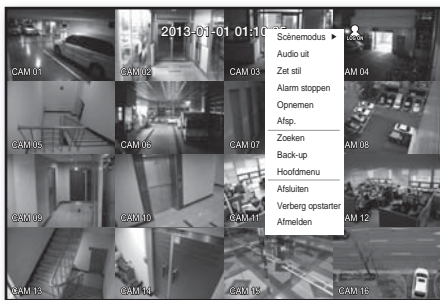 2013-01-01 01:10
LOG ON
CAM 01
CAM 02
CAM 03
CAM 04
CAM 05
CAM 06
CAM 07
CAM 08
CAM 09
CAM 10
CAM 11
CAM 12
CAM 13
CAM 14
CAM 15
CAM 16
Scènemodus
Audio uit
Zet stil
Alarm stoppen
Opnemen
Afsp.
Zoeken
Back-up
Hoofdmenu
Afsluiten
Verberg opstarter
Afmelden